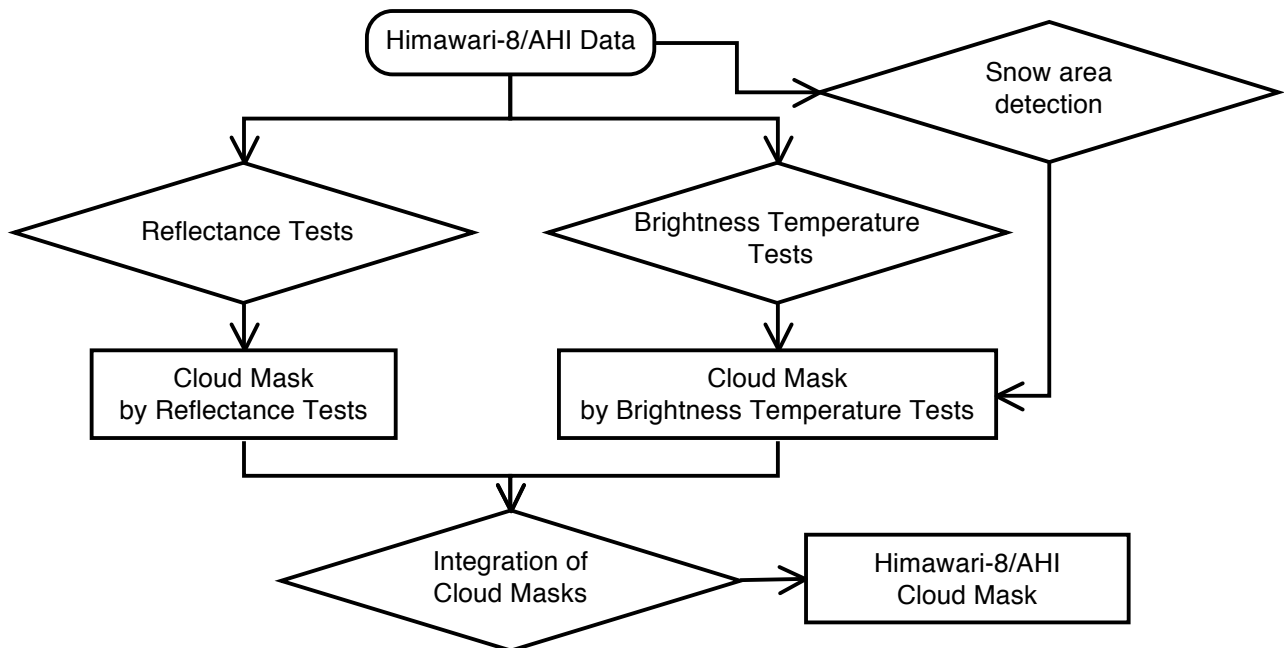 Himawari-8/AHI Data
Snow area
detection
Reflectance Tests
Brightness Temperature
Tests
Cloud Mask
by Reflectance Tests
Cloud Mask
by Brightness Temperature Tests
Integration of
Cloud Masks
Himawari-8/AHI
Cloud Mask